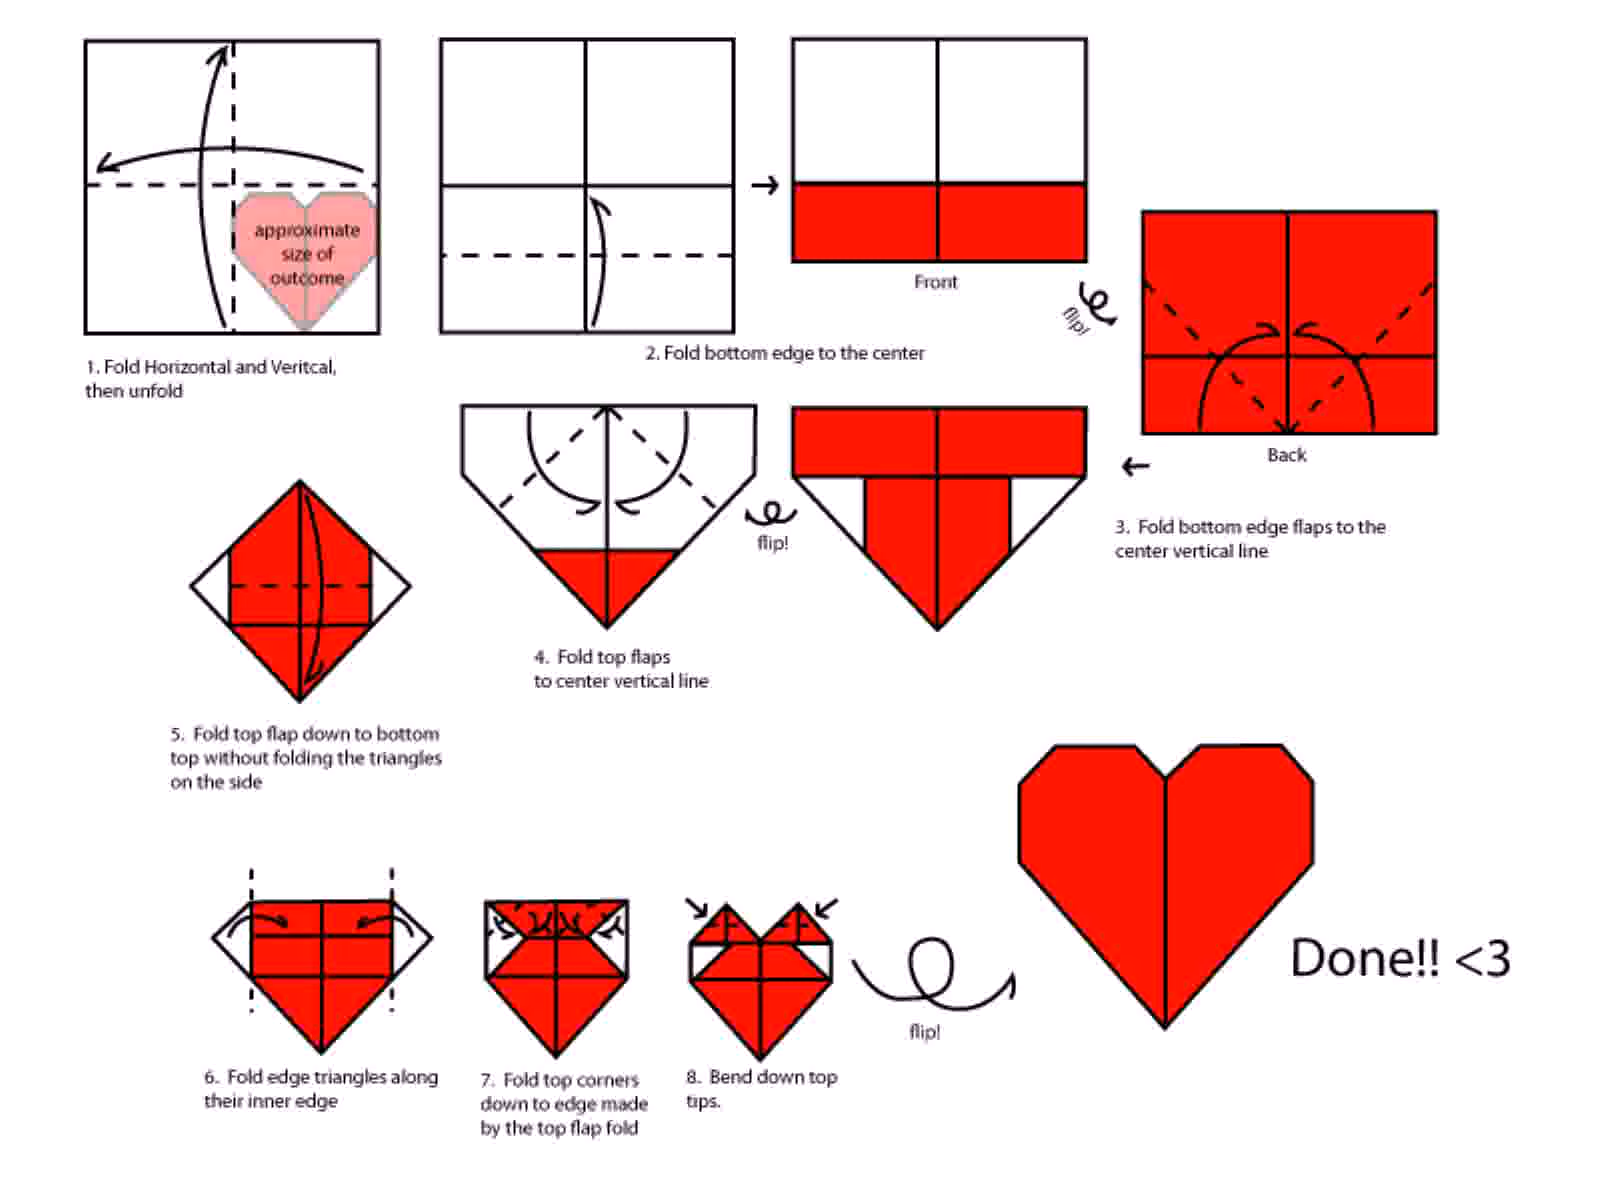 approximate
size of
outcome
1. Fold Horizontal and Veritcal,
then unfold
2. Fold bottom edge to the center
Front
flip!
Back
3. Fold bottom edge flaps to the
center vertical line
flip!
4. Fold top flaps
to center vertical line
5. Fold top flap down to bottom
top without folding the triangles
on the side
6. Fold edge triangles along
their inner edge
7. Fold top corners
down to edge made
by the top flap fold
8. Bend down top
tips.
flip!
Done!! <3